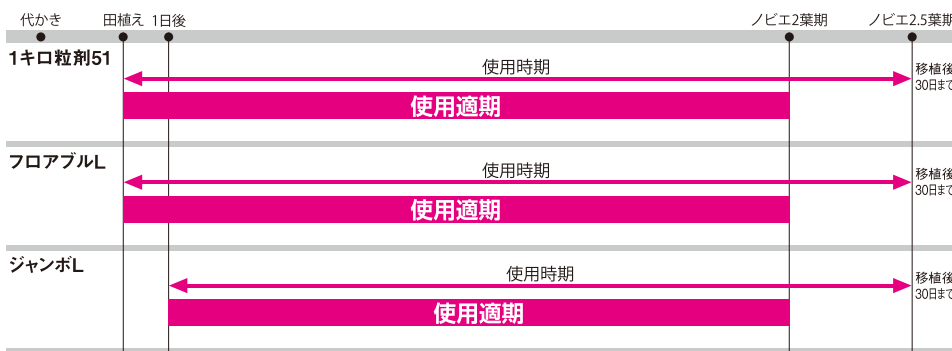 代かき 田植え 1日後 ノビエ2葉期 ノビエ2.5葉期
1キロ粒剤51
使用時期
移植後
30日まで
使用適期
フロアブルL
使用時期
移植後
30日まで
使用適期
ジャンボL
使用時期
移植後
30日まで
使用適期